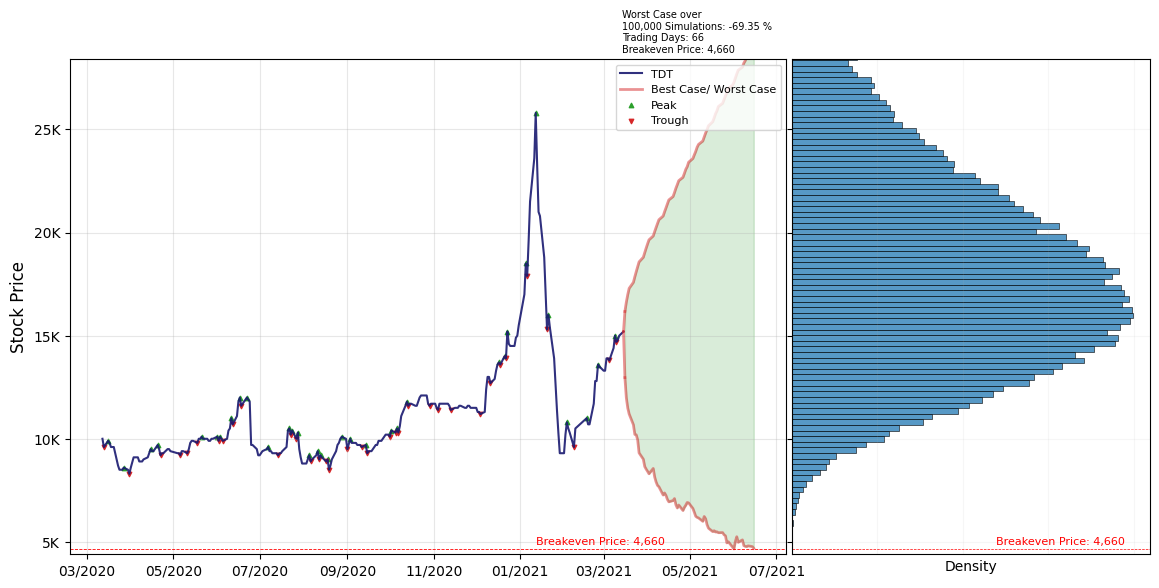 Worst Case over
100,000 Simulations: -69.35 %
Trading Days: 66
Breakeven Price: 4,660
TDT
Best Case/ Worst Case
Peak
Trough
Stock Price
25K
20K
15K
10K
5K
Breakeven Price: 4,660
Breakeven Price: 4,660
03/2020 05/2020 07/2020 09/2020 11/2020 01/2021 03/2021 05/2021 07/2021
Density